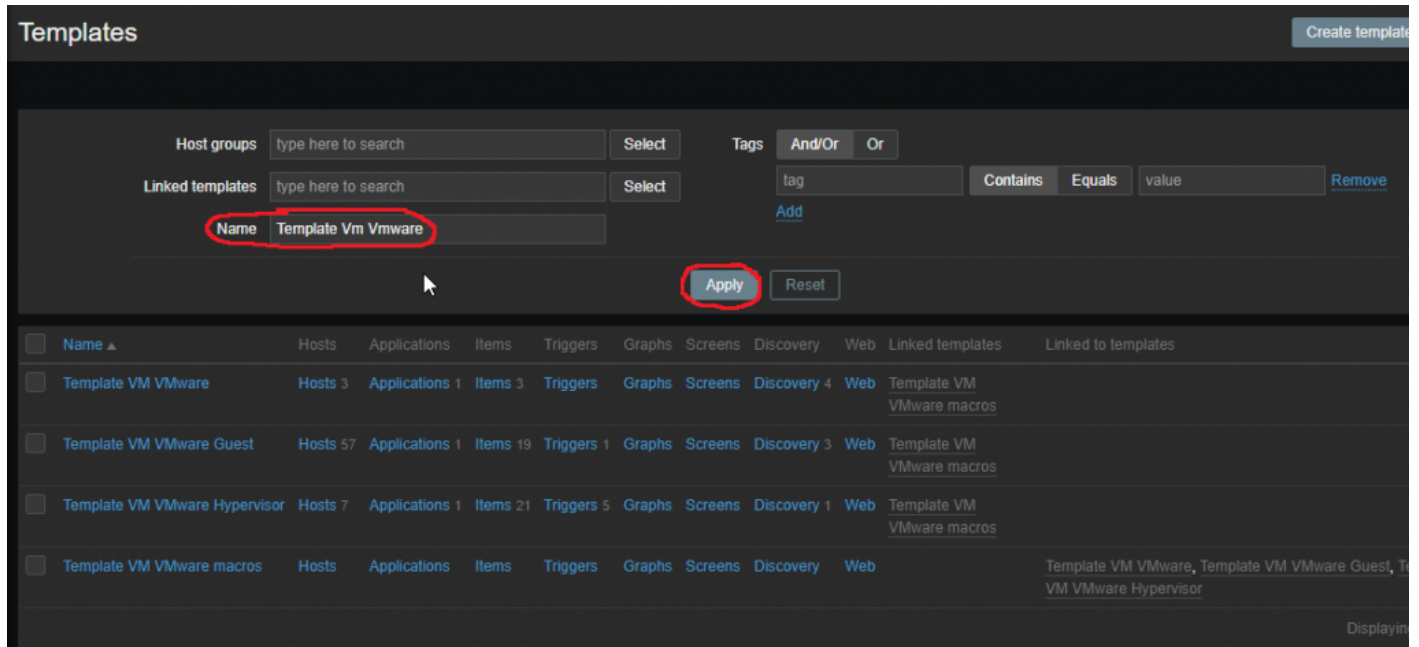 Templates
Create template
Host groups type here to search Select Tags And/Or Or
Linked templates type here to search Select tag Contains Equals value Remove
Name Template Vm Vmware Add
Apply Reset
Name Hosts Applications Items Triggers Graphs Screens Discovery Web Linked templates Linked to templates
Template VM VMware Hosts 3 Applications 1 Items 3 Triggers Graphs Screens Discovery 4 Web Template VM
VMware macros
Template VM VMware Guest Hosts 57 Applications 1 Items 19 Triggers 1 Graphs Screens Discovery 3 Web Template VM
VMware macros
Template VM VMware Hypervisor Hosts 7 Applications 1 Items 21 Triggers 5 Graphs Screens Discovery 1 Web Template VM
VMware macros
Template VM VMware macros Hosts Applications Items Triggers Graphs Screens Discovery Web Template VM VMware, Template VM VMware Guest, Te
VM VMware Hypervisor
Displaying